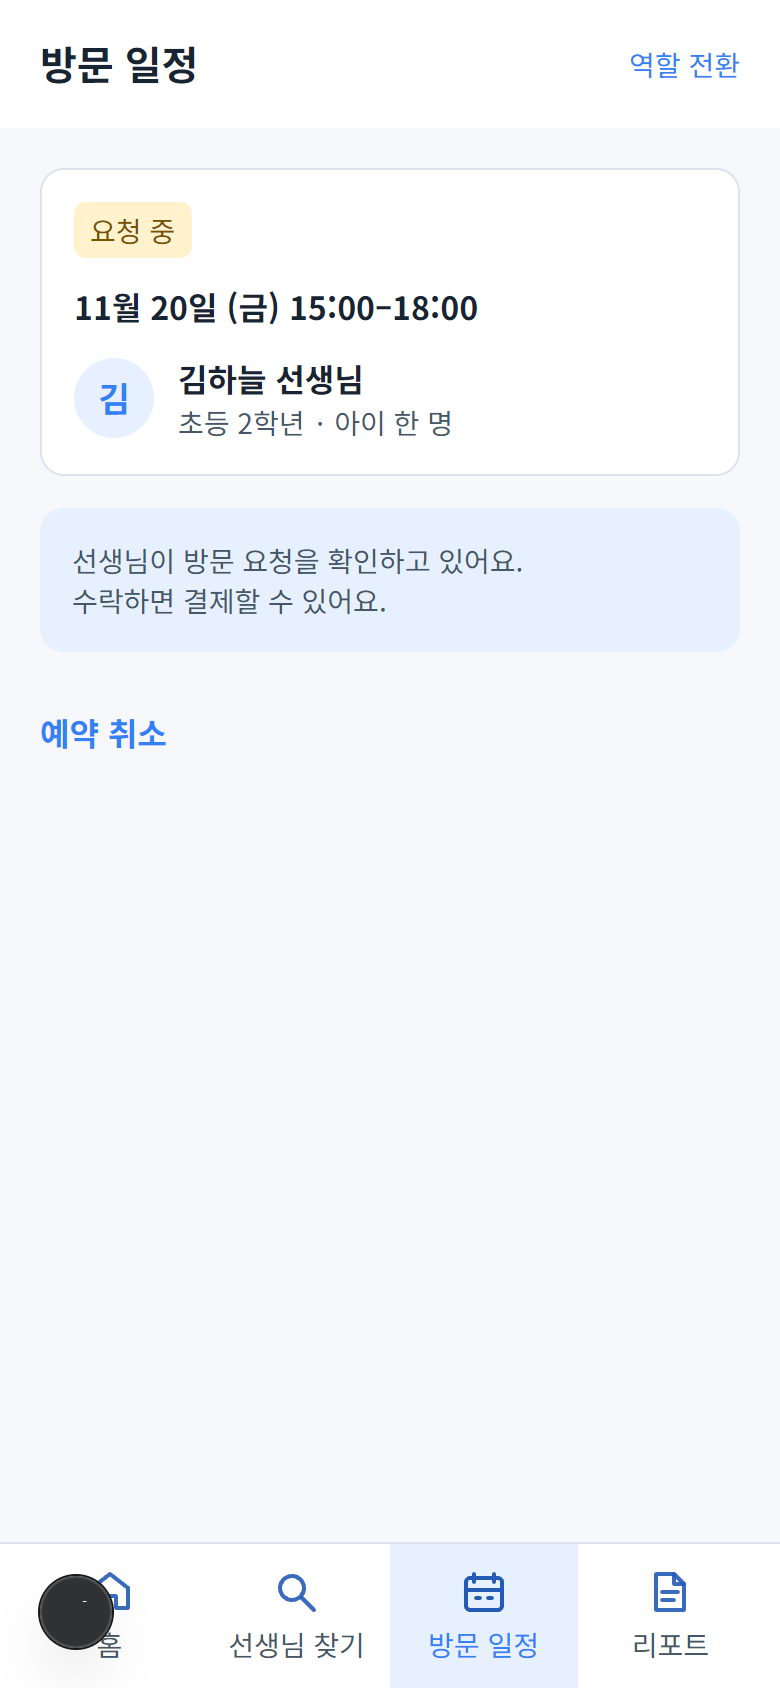 방문 일정
역할 전환
요청 중
11월 20일 (금) 15:00–18:00
김
김하늘 선생님
초등 2학년 · 아이 한 명
선생님이 방문 요청을 확인하고 있어요.
수락하면 결제할 수 있어요.
예약 취소
홈
선생님 찾기
방문 일정
리포트